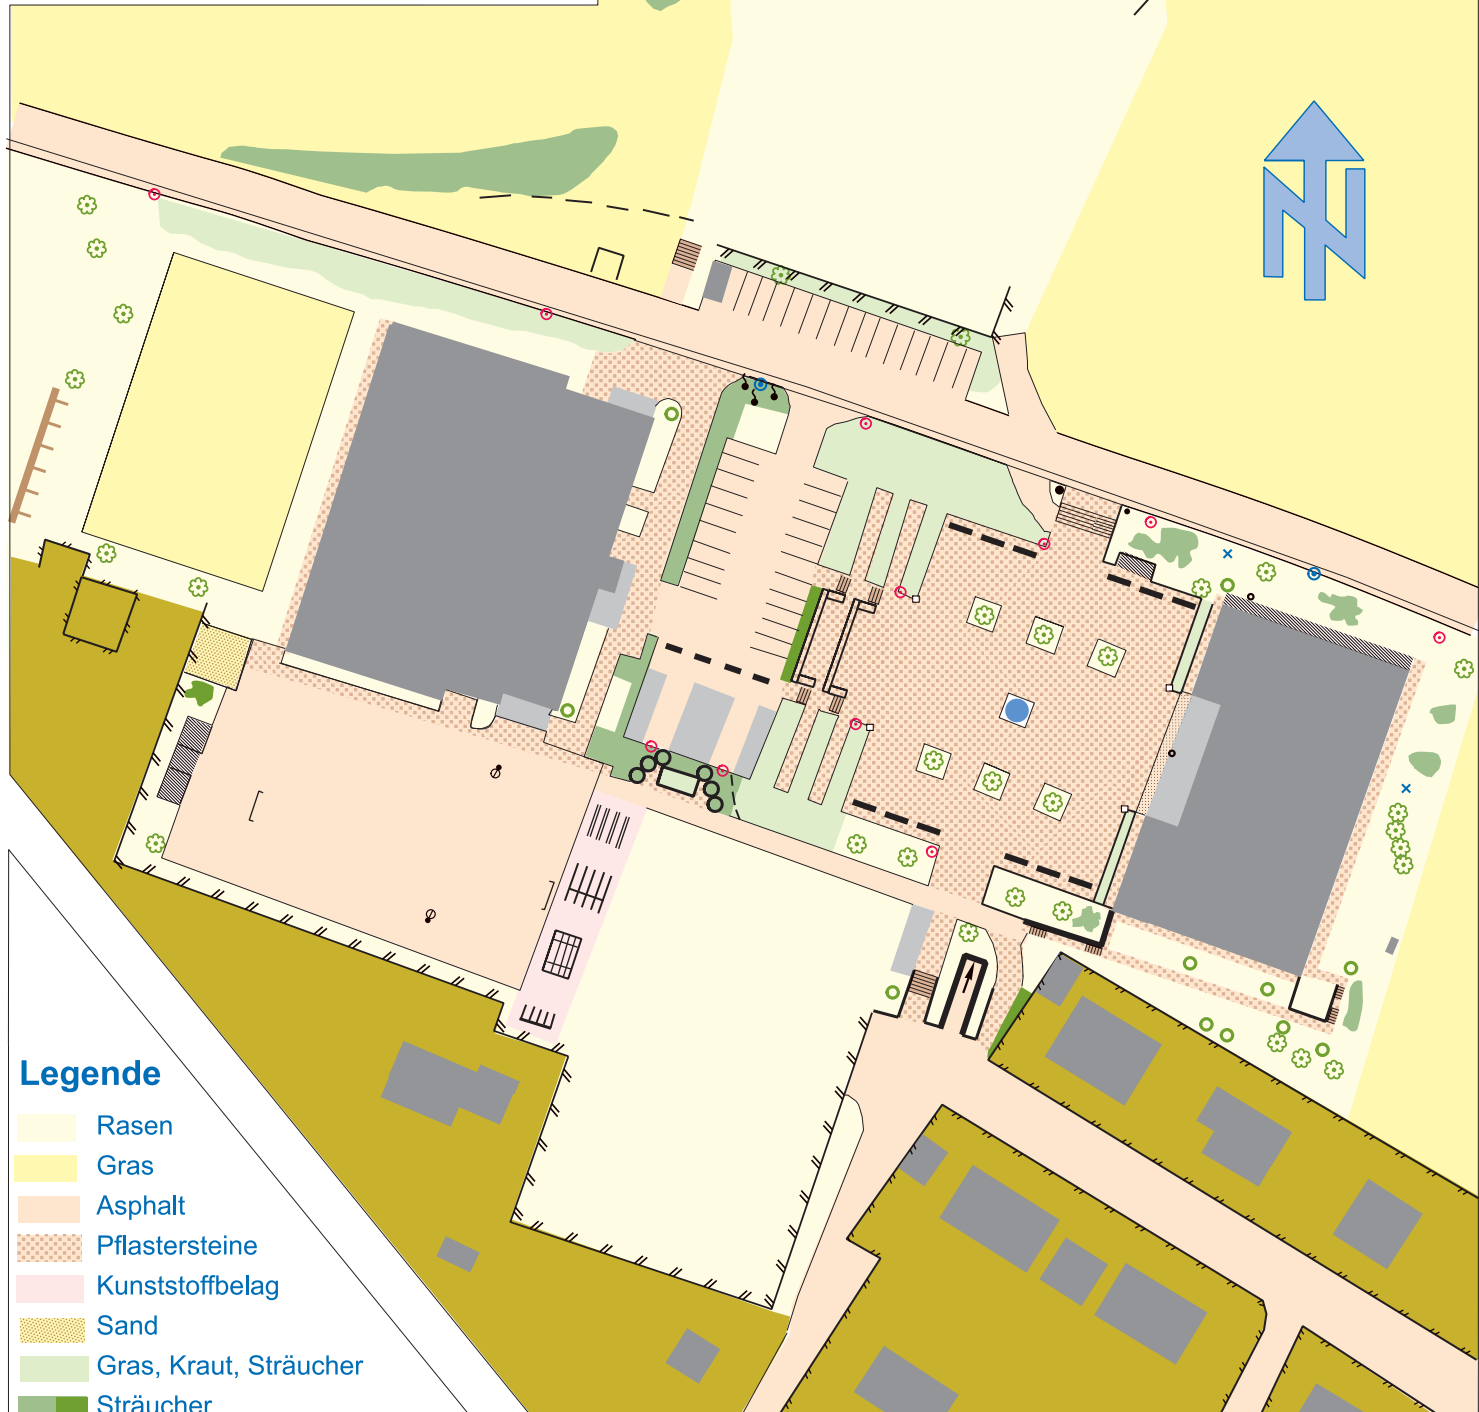 Legende
Rasen
Gras
Asphalt
Pflastersteine
Kunststoffbelag
Sand
Gras, Kraut, Sträucher
Sträucher